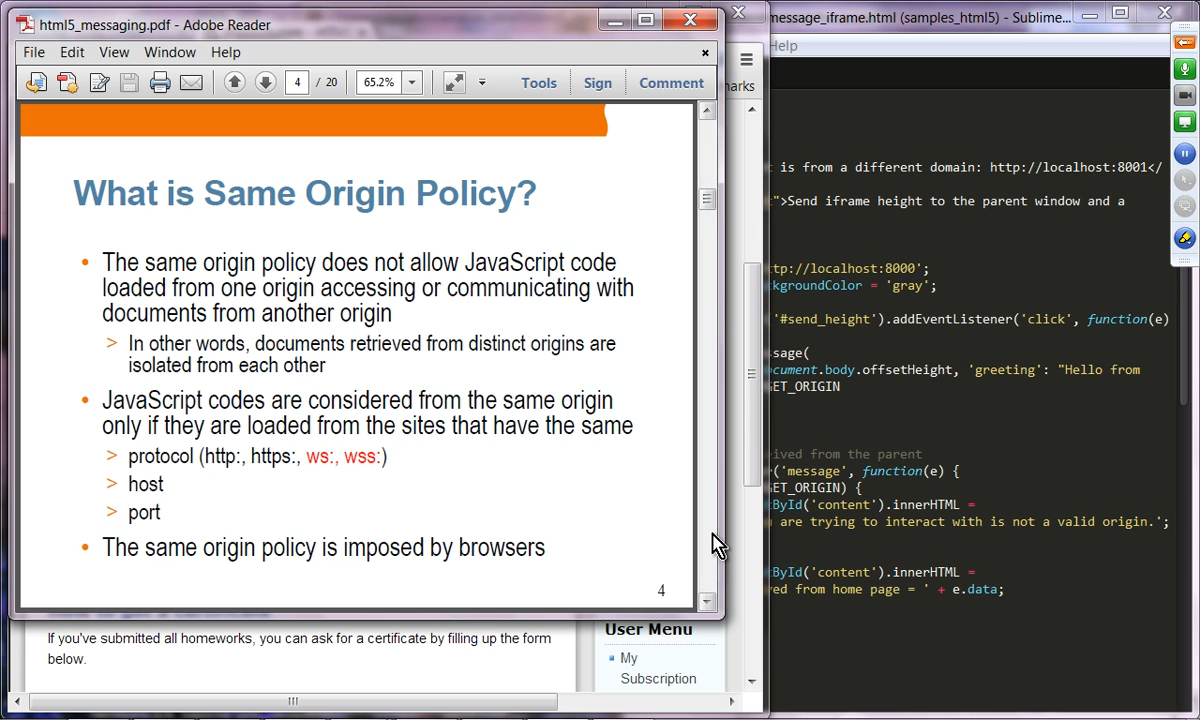 html5_messaging.pdf - Adobe Reader
File Edit View Window Help
4 / 20 65.2% Tools Sign Comment
What is Same Origin Policy?
• The same origin policy does not allow JavaScript code
loaded from one origin accessing or communicating with
documents from another origin
> In other words, documents retrieved from distinct origins are
isolated from each other
• JavaScript codes are considered from the same origin
only if they are loaded from the sites that have the same
> protocol (http:, https:, ws:, wss:)
> host
> port
• The same origin policy is imposed by browsers
4
If you've submitted all homeworks, you can ask for a certificate by filling up the form
below.
User Menu
My
Subscription
message_iframe.html (samples_html5) - Sublime...
Help
t is from a different domain: http://localhost:8001</
">Send iframe height to the parent window and a
ttp://localhost:8000';
kgroundColor = 'gray';
'#send_height').addEventListener('click', function(e)
ssage(
ocument.body.offsetHeight, 'greeting': "Hello from
GET_ORIGIN
eived from the parent
('message', function(e) {
GET_ORIGIN) {
ById('content').innerHTML =
u are trying to interact with is not a valid origin.';
ById('content').innerHTML =
ved from home page = ' + e.data;